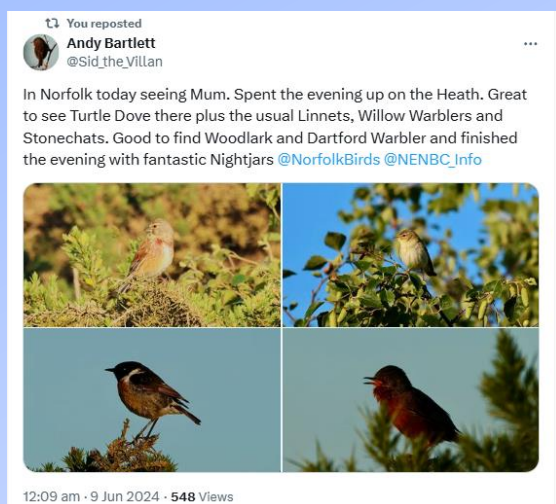 You reposted
Andy Bartlett
@Sid_the_Villan
In Norfolk today seeing Mum. Spent the evening up on the Heath. Great
to see Turtle Dove there plus the usual Linnets, Willow Warblers and
Stonechats. Good to find Woodlark and Dartford Warbler and finished
the evening with fantastic Nightjars @NorfolkBirds @NENBC_Info
12:09 am · 9 Jun 2024 · 548 Views